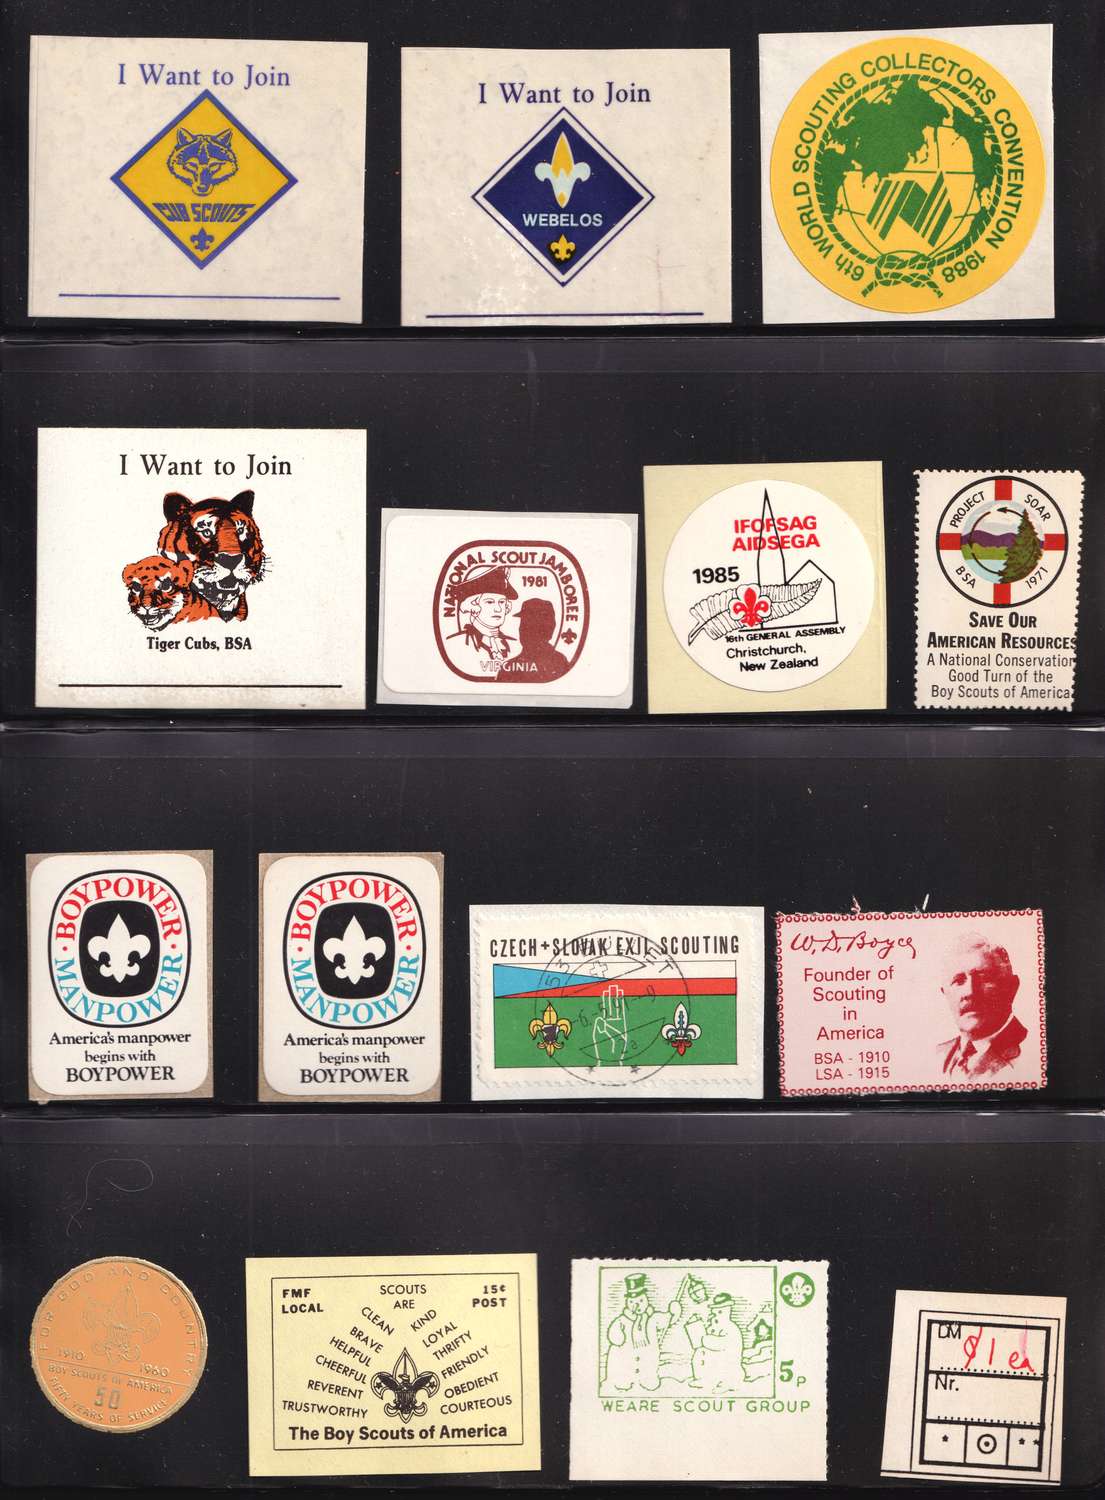 I Want to Join
CUB SCOUTS
I Want to Join
WEBELOS
6th WORLD SCOUTING COLLECTORS CONVENTION 1988
I Want to Join
Tiger Cubs, BSA
NATIONAL SCOUT JAMBOREE
1981
VIRGINIA
IFOFSAG
AIDSEGA
1985
16th GENERAL ASSEMBLY
Christchurch,
New Zealand
PROJECT SOAR
BSA 1971
SAVE OUR
AMERICAN RESOURCES
A National Conservation
Good Turn of the
Boy Scouts of America
· BOYPOWER ·
MANPOWER
America's manpower
begins with
BOYPOWER
· BOYPOWER ·
MANPOWER
America's manpower
begins with
BOYPOWER
CZECH + SLOVAK EXIL SCOUTING
W.D. Boyce
Founder of
Scouting
in
America
BSA - 1910
LSA - 1915
FOR GOD AND COUNTRY
1910 1960
BOY SCOUTS OF AMERICA
50
FIFTY YEARS OF SERVICE
FMF
LOCAL
15¢
POST
SCOUTS
ARE
TRUSTWORTHY
REVERENT
CHEERFUL
HELPFUL
BRAVE
CLEAN
KIND
LOYAL
THRIFTY
FRIENDLY
OBEDIENT
COURTEOUS
The Boy Scouts of America
5P
WEARE SCOUT GROUP
DM $1 ea
Nr.
* **